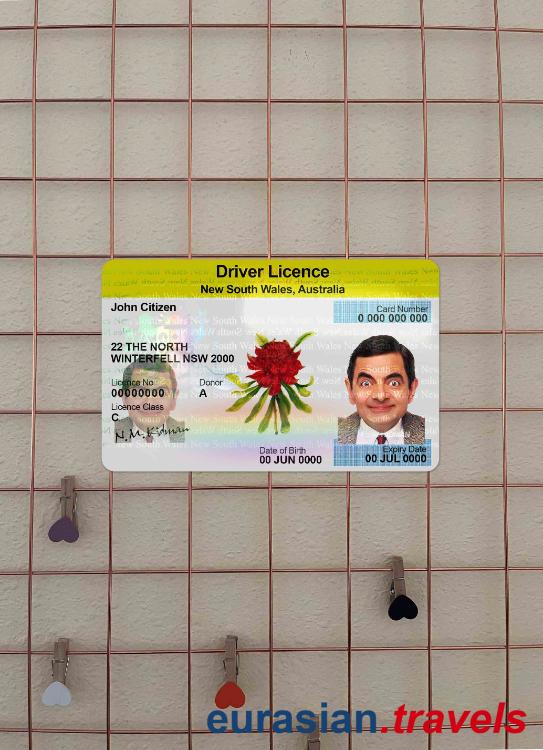 Driver Licence
New South Wales, Australia
John Citizen
Card Number
0 000 000 000
22 THE NORTH
WINTERFELL NSW 2000
Licence No
00000000
Donor
A
Licence Class
C
N.M. Kidman
Date of Birth
00 JUN 0000
Expiry Date
00 JUL 0000
eurasian.travels